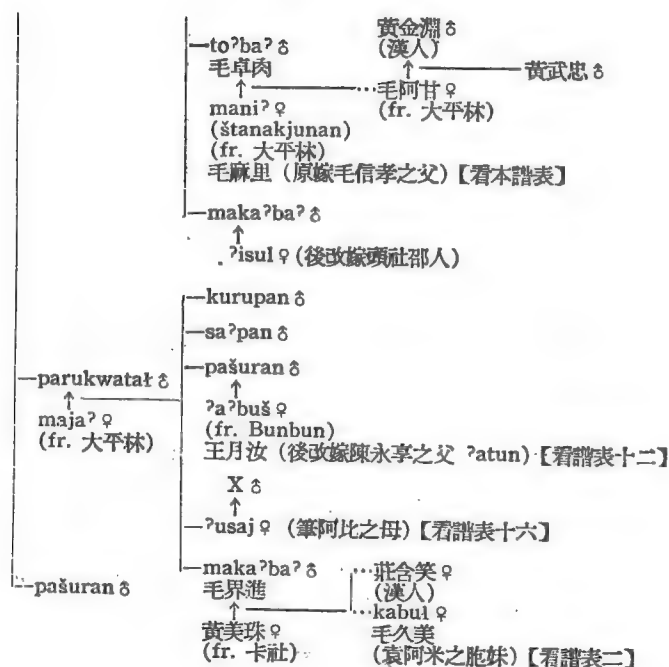 to?ba? ♂ 黃金淵 ♂
毛卓肉 (漢人)
↑ ↑ 黃武忠 ♂
mani? ♀ …毛阿甘 ♀
(štanakjunan) (fr. 大平林)
(fr. 大平林)
毛麻里（原嫁毛信孝之父）【看本譜表】
maka?ba? ♂
↑
?isul ♀ (後改嫁頭社邵人)
kurupan ♂
sa?pan ♂
pašuran ♂
parukwatał ♂ ↑
↑ ?a?buš ♀
maja? ♀ (fr. Bunbun)
(fr. 大平林) 王月汝（後改嫁陳永享之父 ?atun）【看譜表十二】
X ♂
↑
?usaj ♀ （筆阿比之母）【看譜表十六】
maka?ba? ♂ …莊含笑 ♀
pašuran ♂ 毛界進 (漢人)
↑ …kabuł ♀
黃美珠 ♀ 毛久美
(fr. 卡社) (袁阿米之胞妹)【看譜表二】